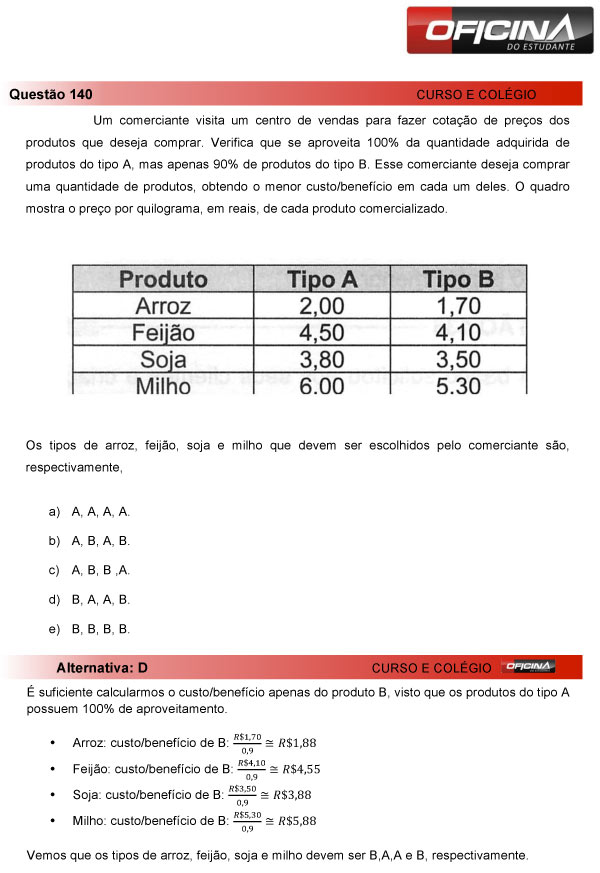 OFICINA
DO ESTUDANTE
Questão 140 CURSO E COLÉGIO
Um comerciante visita um centro de vendas para fazer cotação de preços dos
produtos que deseja comprar. Verifica que se aproveita 100% da quantidade adquirida de
produtos do tipo A, mas apenas 90% de produtos do tipo B. Esse comerciante deseja comprar
uma quantidade de produtos, obtendo o menor custo/benefício em cada um deles. O quadro
mostra o preço por quilograma, em reais, de cada produto comercializado.
Produto Tipo A Tipo B
Arroz 2,00 1,70
Feijão 4,50 4,10
Soja 3,80 3,50
Milho 6.00 5.30
Os tipos de arroz, feijão, soja e milho que devem ser escolhidos pelo comerciante são,
respectivamente,
a) A, A, A, A.
b) A, B, A, B.
c) A, B, B ,A.
d) B, A, A, B.
e) B, B, B, B.
Alternativa: D CURSO E COLÉGIO OFICINA
É suficiente calcularmos o custo/benefício apenas do produto B, visto que os produtos do tipo A
possuem 100% de aproveitamento.
• Arroz: custo/benefício de B: R$1,70/0,9 ≅ R$1,88
• Feijão: custo/benefício de B: R$4,10/0,9 ≅ R$4,55
• Soja: custo/benefício de B: R$3,50/0,9 ≅ R$3,88
• Milho: custo/benefício de B: R$5,30/0,9 ≅ R$5,88
Vemos que os tipos de arroz, feijão, soja e milho devem ser B,A,A e B, respectivamente.